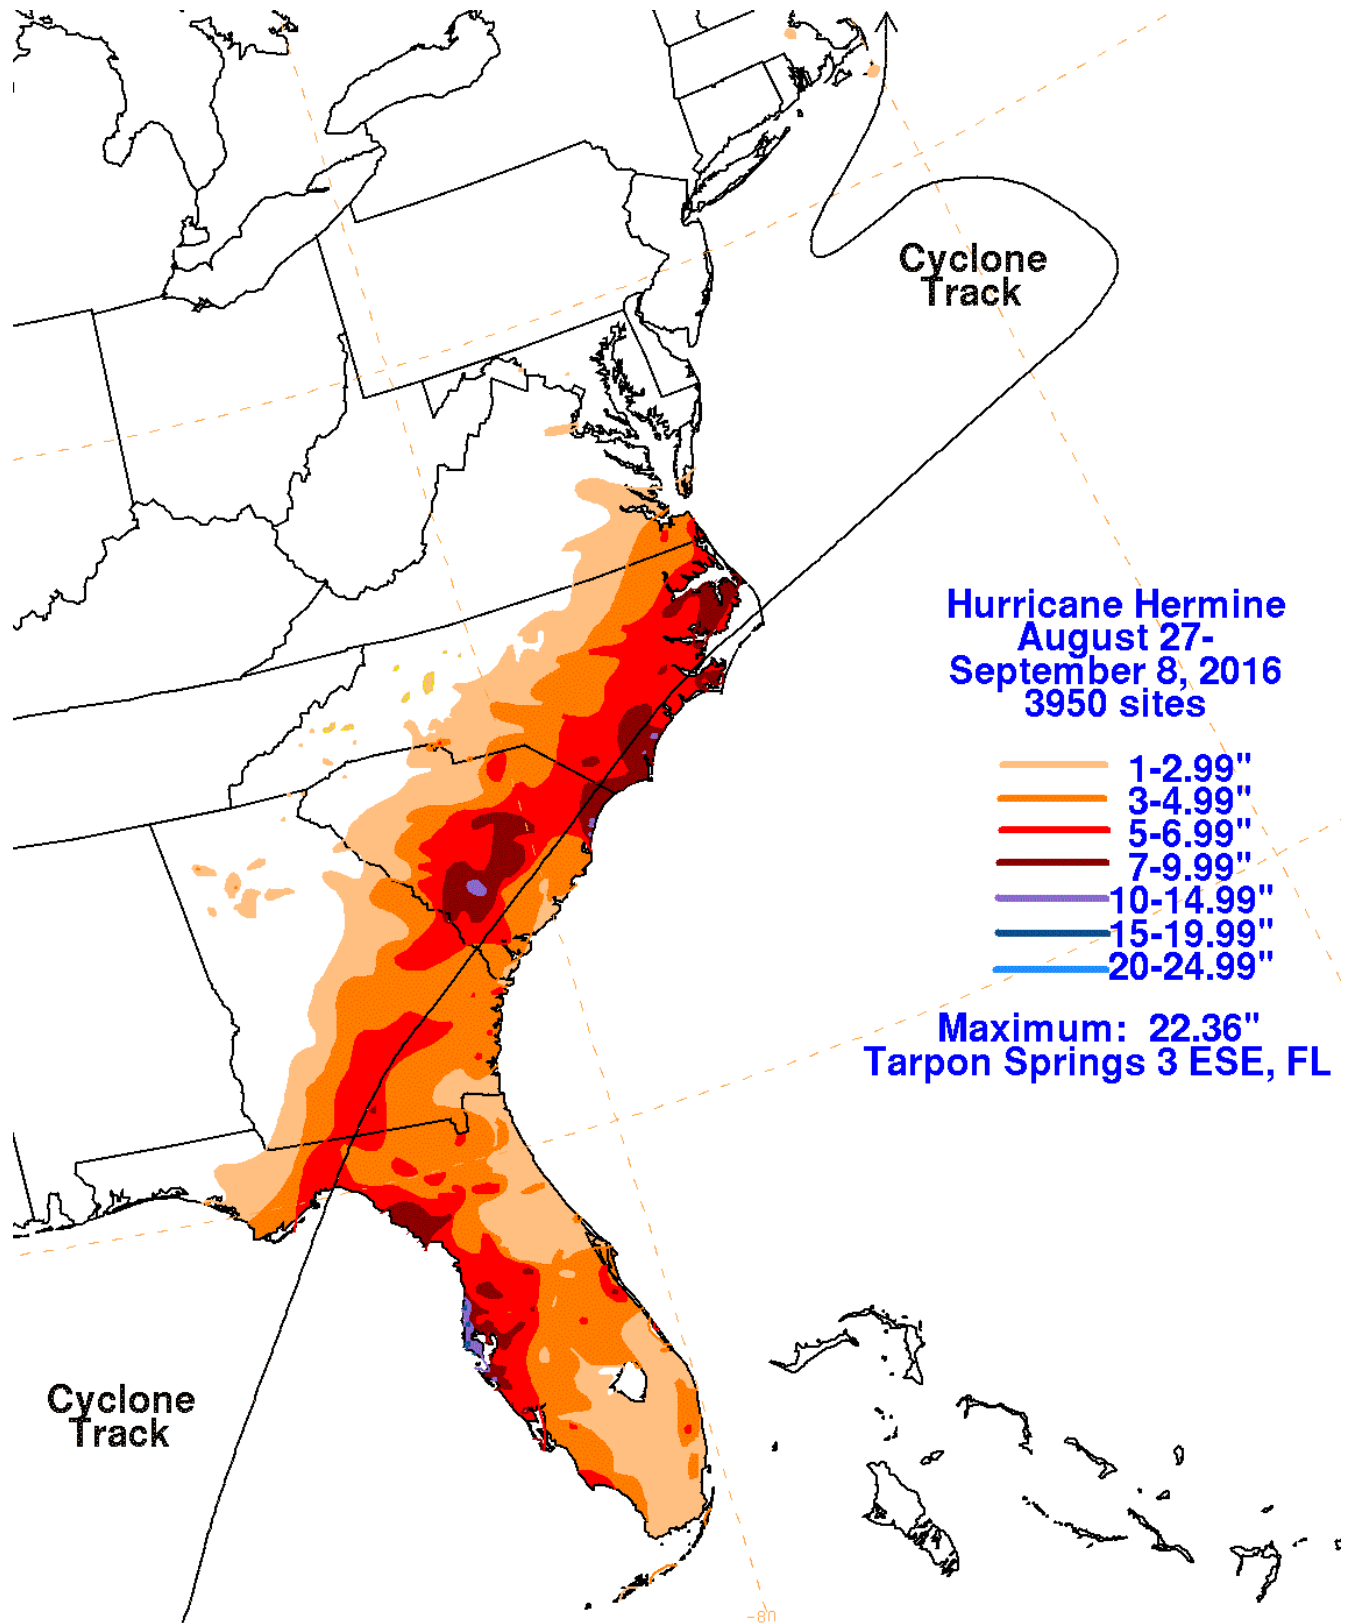 Cyclone
Track
Hurricane Hermine
August 27-
September 8, 2016
3950 sites
1-2.99"
3-4.99"
5-6.99"
7-9.99"
10-14.99"
15-19.99"
20-24.99"
Maximum: 22.36"
Tarpon Springs 3 ESE, FL
Cyclone
Track
-80